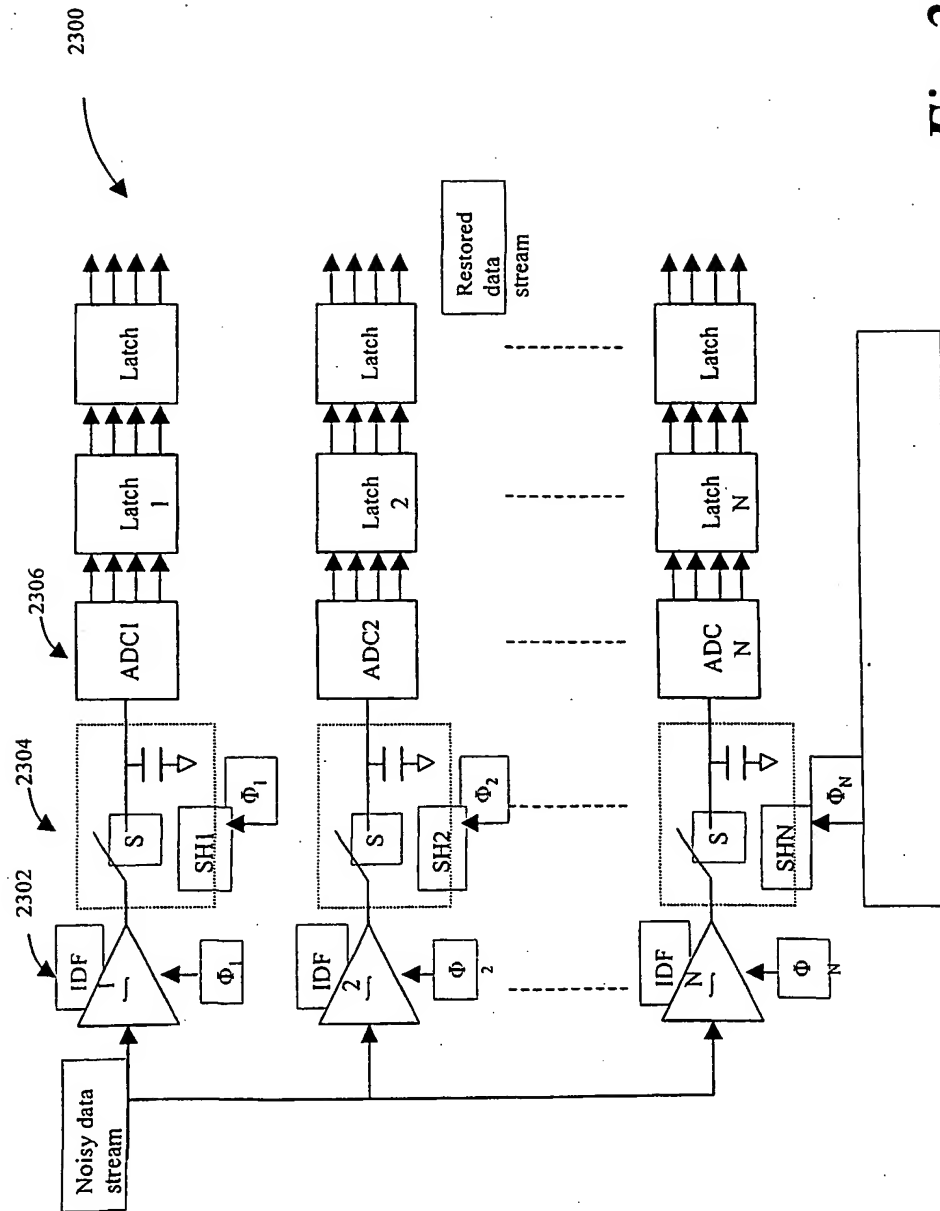 2300
2302
2304
2306
Noisy data
stream
IDF
1
∫
Φ1
S
SH1
Φ1
ADC1
Latch
1
Latch
IDF
2
∫
Φ
2
S
SH2
Φ2
ADC2
Latch
2
Latch
Restored
data
stream
IDF
N
∫
Φ
N
S
SHN
ΦN
ADC
N
Latch
N
Latch